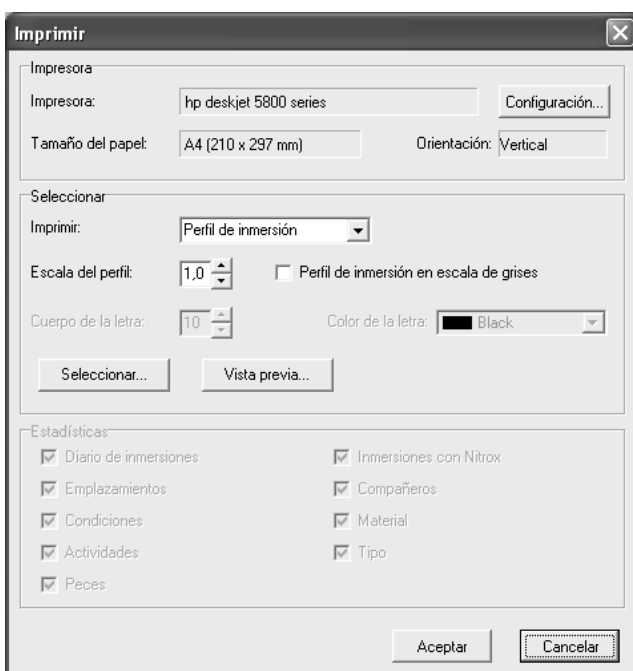 Imprimir
Impresora
Impresora: hp deskjet 5800 series Configuración...
Tamaño del papel: A4 (210 x 297 mm) Orientación: Vertical
Seleccionar
Imprimir: Perfil de inmersión
Escala del perfil: 1,0 Perfil de inmersión en escala de grises
Cuerpo de la letra: 10 Color de la letra: Black
Seleccionar... Vista previa...
Estadísticas
Diario de inmersiones Inmersiones con Nitrox
Emplazamientos Compañeros
Condiciones Material
Actividades Tipo
Peces
Aceptar Cancelar